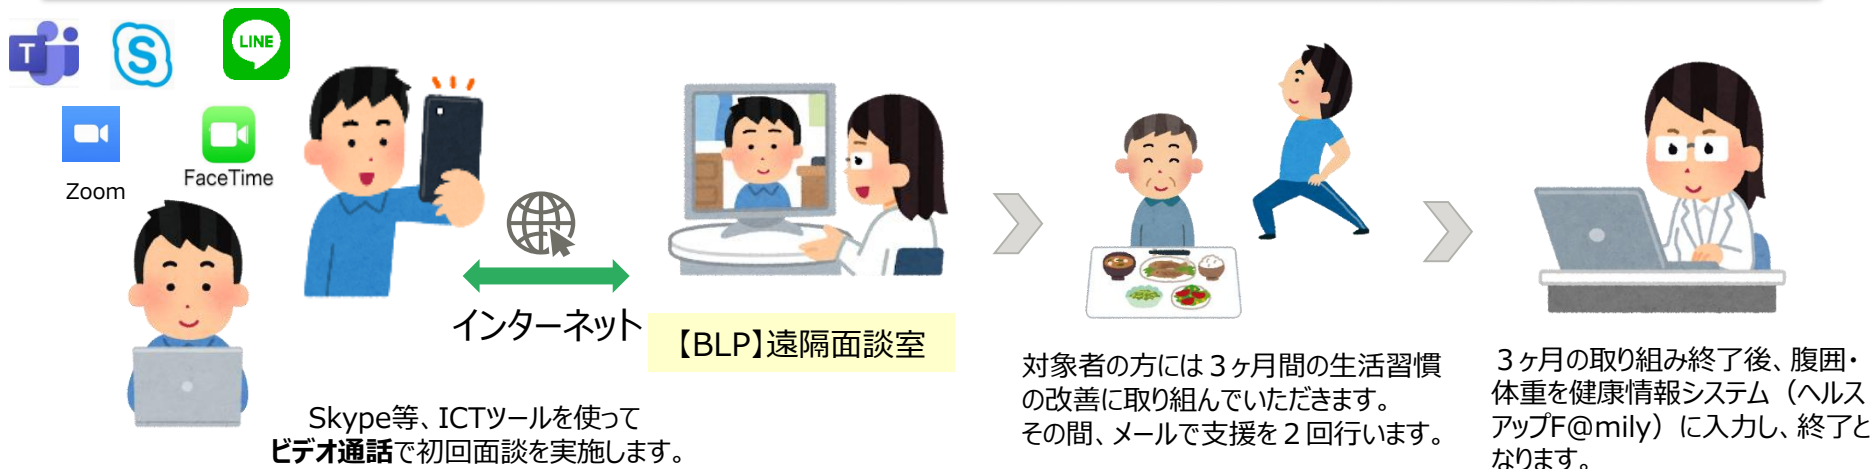 T
S
LINE
Zoom
FaceTime
インターネット
【BLP】遠隔面談室
Skype等、ICTツールを使って
ビデオ通話で初回面談を実施します。
対象者の方には３ヶ月間の生活習慣
の改善に取り組んでいただきます。
その間、メールで支援を２回行います。
３ヶ月の取り組み終了後、腹囲・
体重を健康情報システム（ヘルス
アップF@mily）に入力し、終了と
なります。